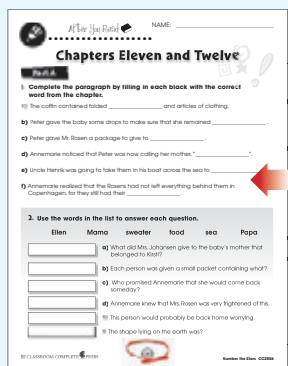 After You Read
NAME:
Chapters Eleven and Twelve
Part A
1. Complete the paragraph by filling in each black with the correct
word from the chapter.
a) The coffin contained folded ____________ and articles of clothing.
b) Peter gave the baby some drops to make sure that she remained ____________ .
c) Peter gave Mr. Rosen a package to give to ____________ .
d) Annemarie noticed that Peter was now calling her mother, "____________ ".
e) Uncle Henrik was going to take them in his boat across the sea to ____________ .
f) Annemarie realized that the Rosens had not left everything behind them in
Copenhagen, for they still had their ____________ .
2. Use the words in the list to answer each question.
Ellen Mama sweater food sea Papa
a) What did Mrs. Johansen give to the baby's mother that
belonged to Kirsti?
b) Each person was given a small packet containing what?
c) Who promised Annemarie that she would come back
someday?
d) Annemarie knew that Mrs. Rosen was very frightened of this.
e) This person would probably be back home worrying.
f) The shape lying on the earth was?
CLASSROOM COMPLETE PRESS
Number the Stars CC2506